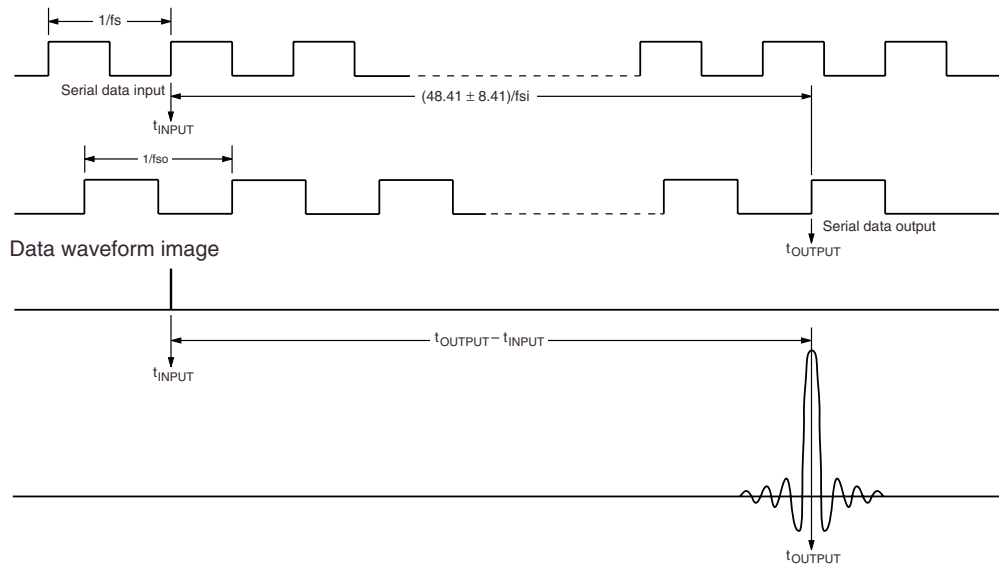 1/fs
Serial data input
(48.41 ± 8.41)/fsi
tINPUT
1/fso
Serial data output
tOUTPUT
Data waveform image
tOUTPUT – tINPUT
tINPUT
tOUTPUT